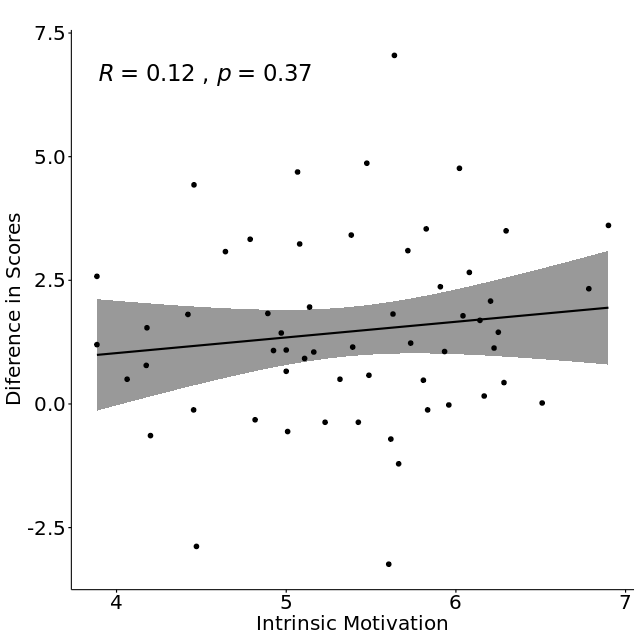 7.5
R = 0.12 , p = 0.37
5.0
2.5
0.0
-2.5
Diference in Scores
4 5 6 7
Intrinsic Motivation